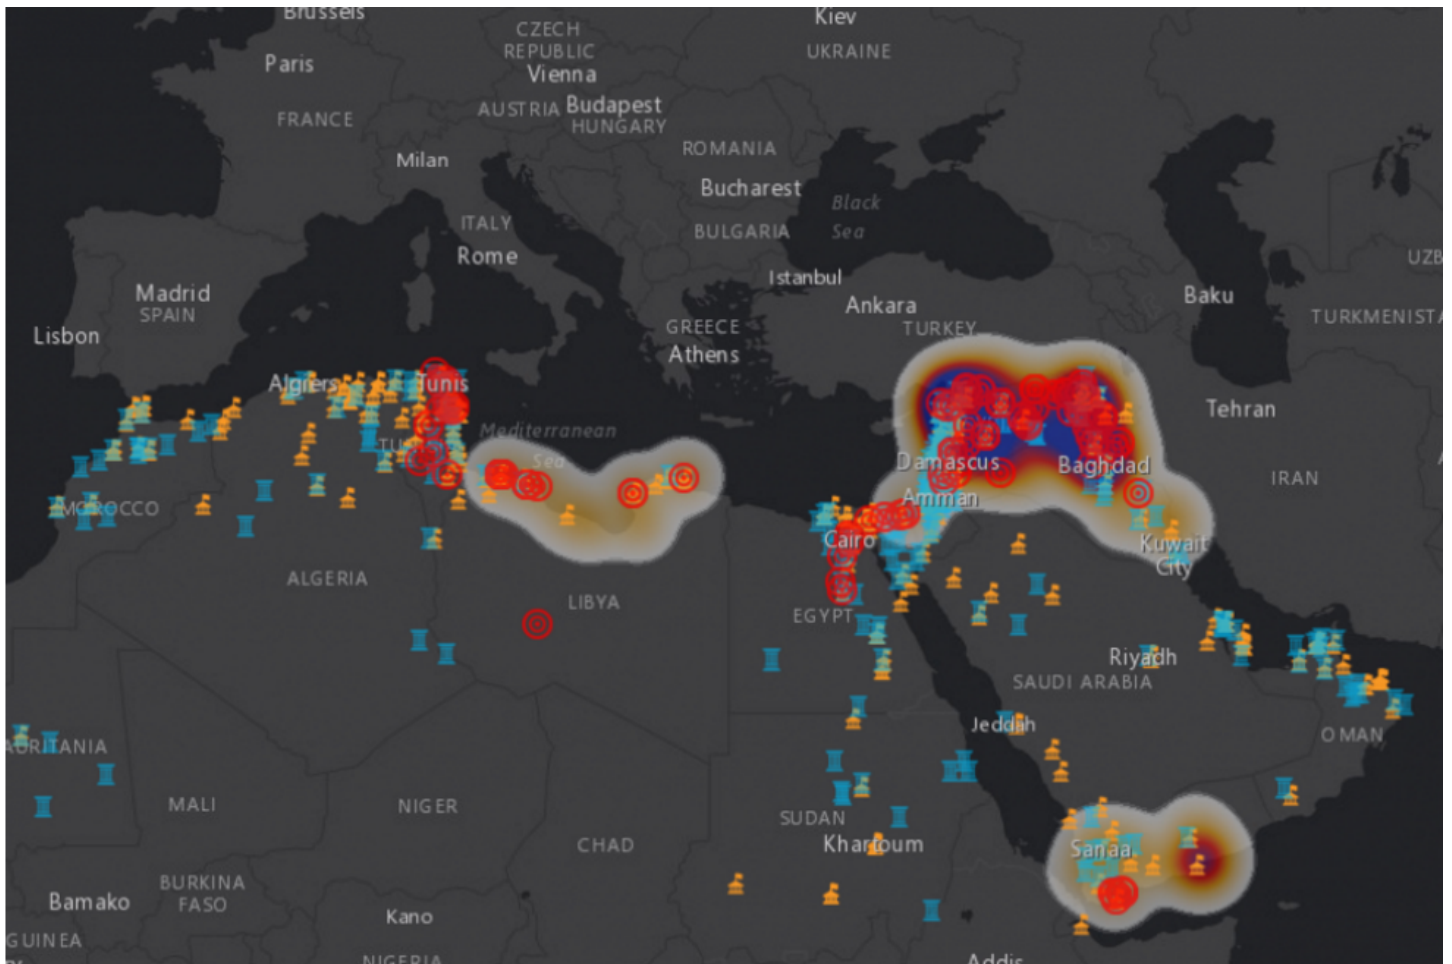 Brussels
Kiev
CZECH
REPUBLIC
UKRAINE
Paris
Vienna
AUSTRIA
Budapest
HUNGARY
FRANCE
ROMANIA
Milan
Bucharest
Black
Sea
ITALY
BULGARIA
Rome
UZB
Istanbul
Madrid
SPAIN
Baku
Ankara
TURKMENISTA
Lisbon
GREECE
TURKEY
Athens
Algiers
Tunis
Tehran
Mediterranean
Sea
TU
Damascus
Baghdad
IRAN
Amman
MOROCCO
Cairo
Kuwait
City
ALGERIA
LIBYA
EGYPT
Riyadh
SAUDI ARABIA
Jeddah
OMAN
AURITANIA
MALI
NIGER
SUDAN
CHAD
Khartoum
Sanaa
BURKINA
FASO
Bamako
Kano
GUINEA
NIGERIA
Addis